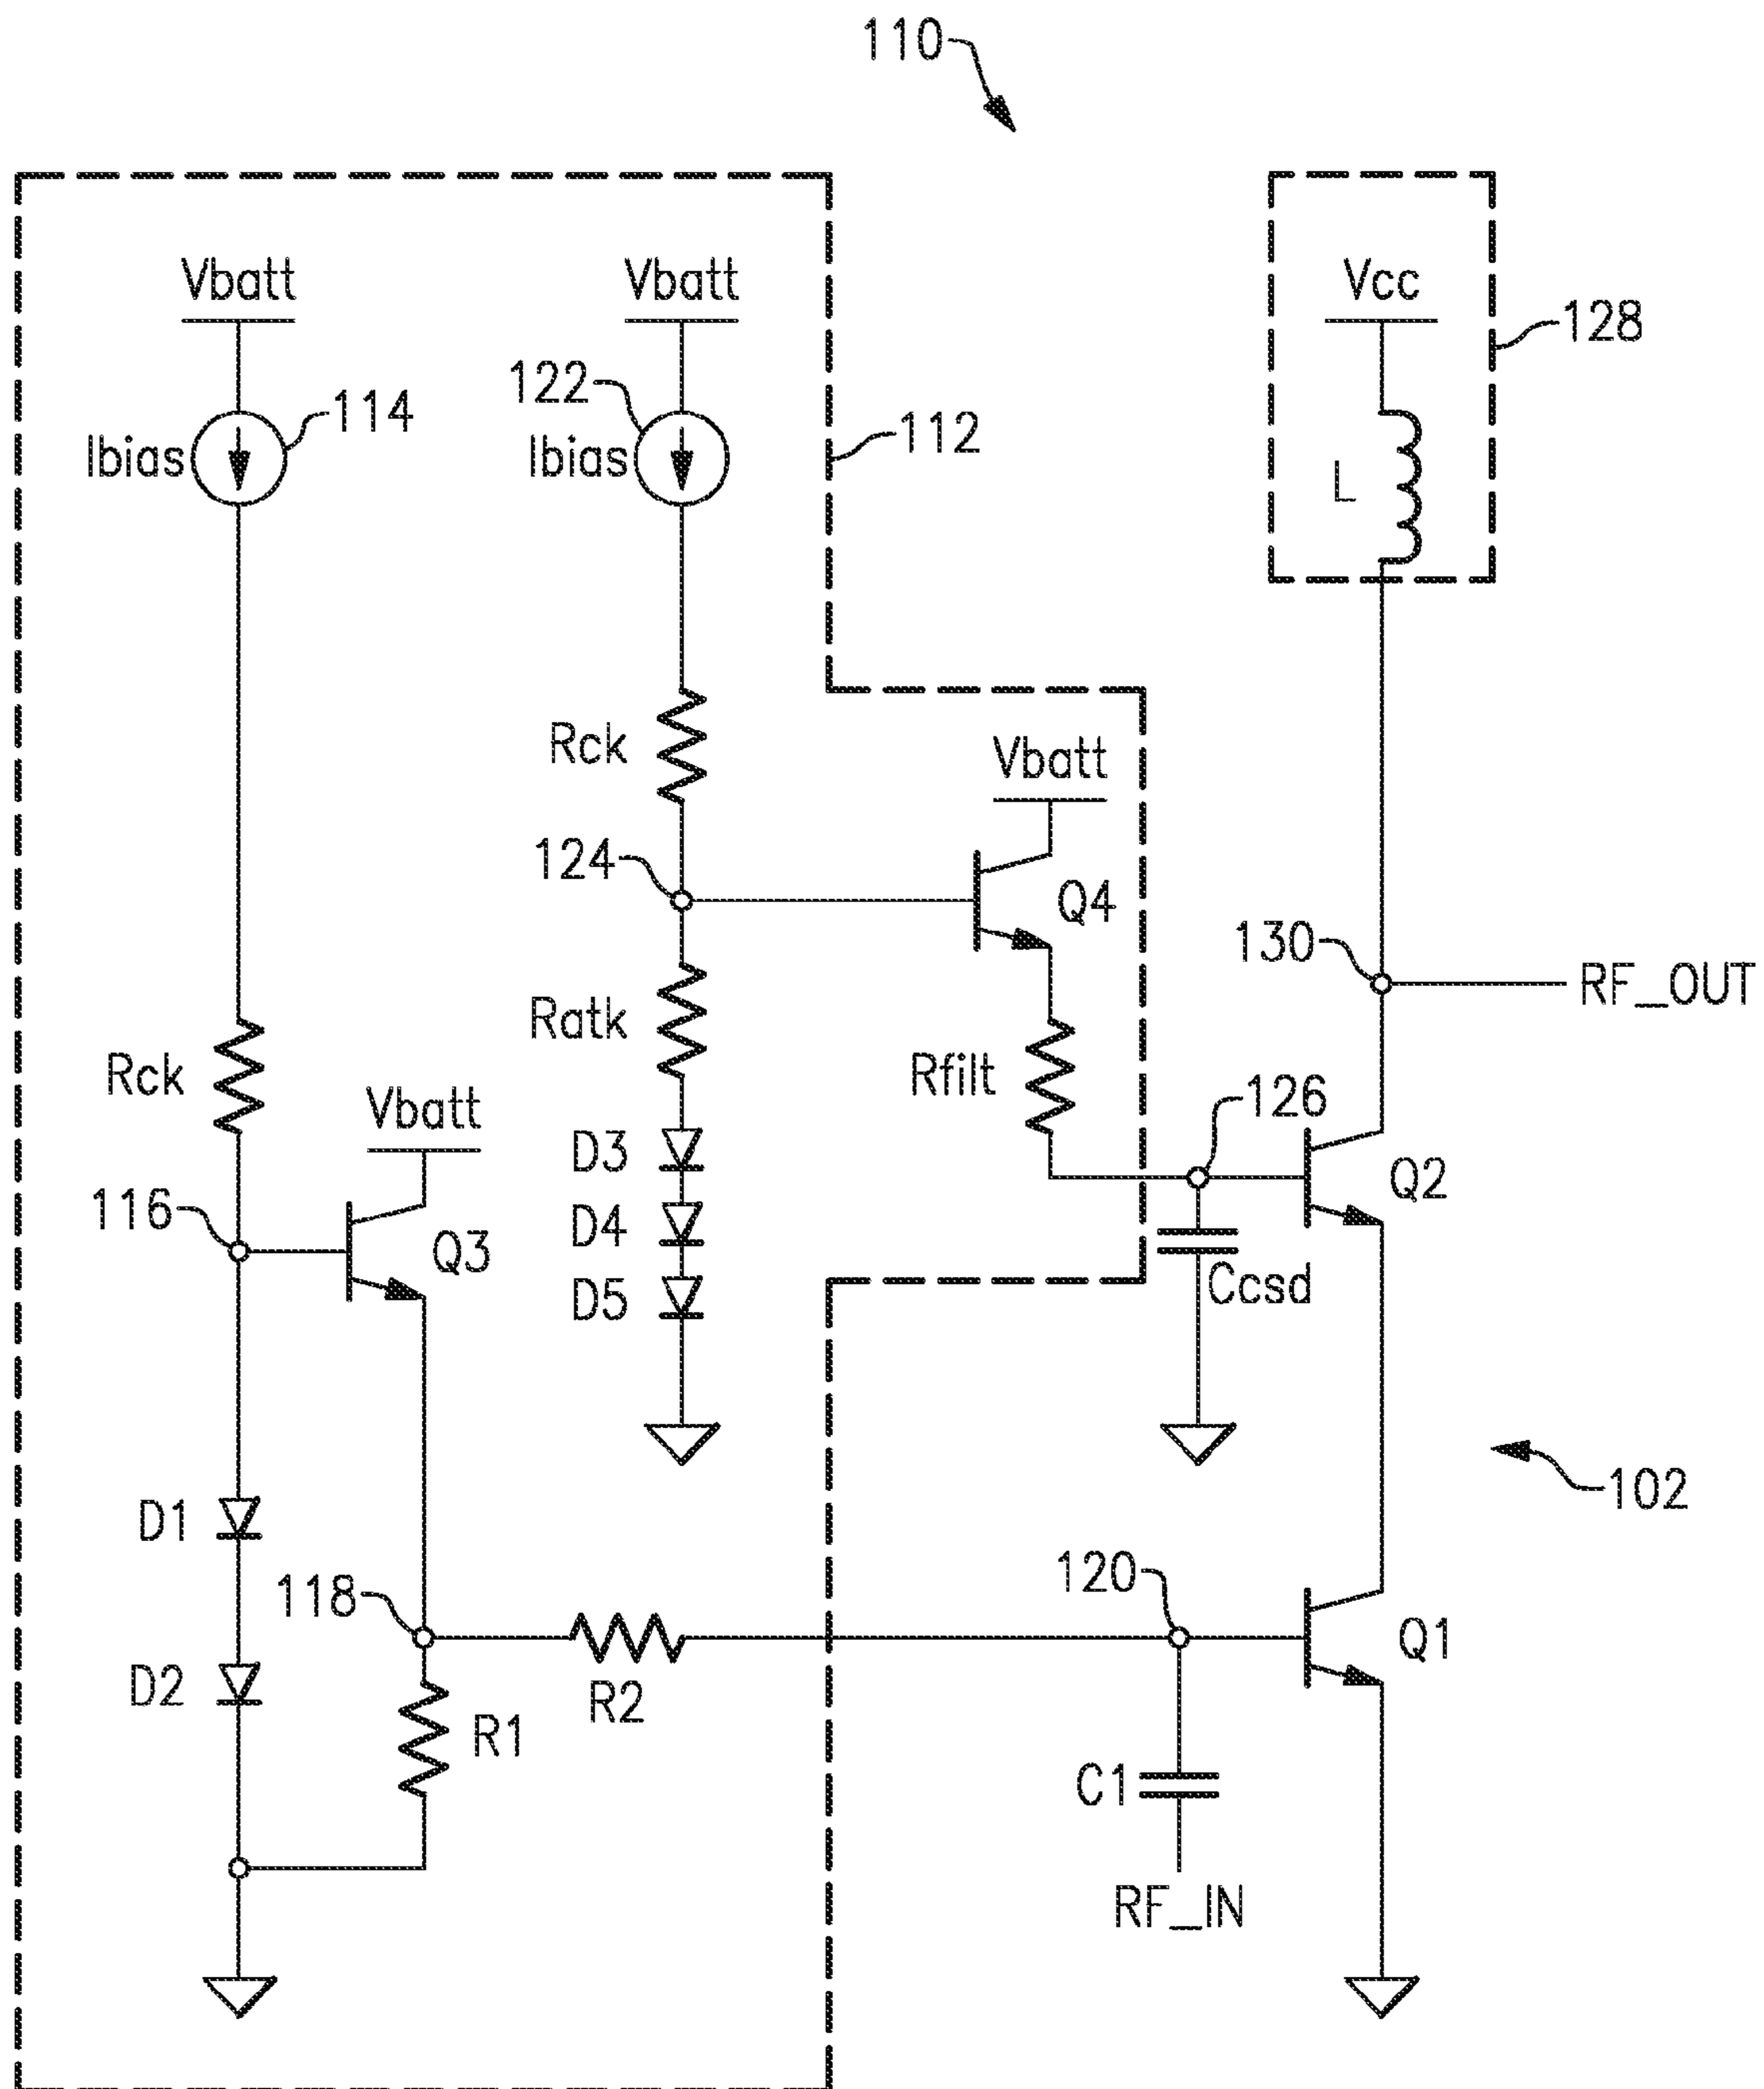 110
Vbatt
Vbatt
Vcc
128
114
122
112
Ibias
Ibias
L
Rck
Vbatt
124
Q4
130
RF_OUT
Ratk
Rfilt
Rck
Vbatt
126
D3
Q2
116
Q3
D4
D5
Ccsd
102
D1
118
120
Q1
D2
R2
R1
C1
RF_IN